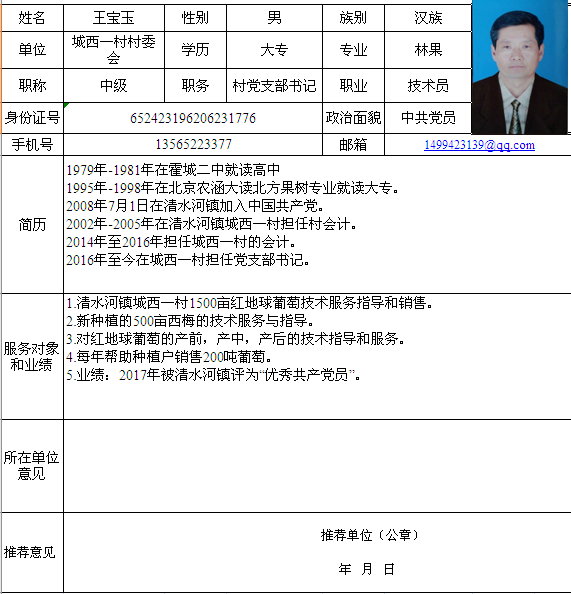 姓名 王宝玉 性别 男 族别 汉族
单位 城西一村村委会 学历 大专 专业 林果
职称 中级 职务 村党支部书记 职业 技术员
身份证号 652423196206231776 政治面貌 中共党员
手机号 13565223377 邮箱 1499423139@qq.com
简历
1979年-1981年在霍城二中就读高中
1995年-1998年在北京农涵大读北方果树专业就读大专。
2008年7月1日在清水河镇加入中国共产党。
2002年-2005年在清水河镇城西一村担任村会计。
2014年至2016年担任城西一村的会计。
2016年至今在城西一村担任党支部书记。
服务对象和业绩
1.清水河镇城西一村1500亩红地球葡萄技术服务指导和销售。
2.新种植的500亩西梅的技术服务与指导。
3.对红地球葡萄的产前，产中，产后的技术指导和服务。
4.每年帮助种植户销售200吨葡萄。
5.业绩：2017年被清水河镇评为“优秀共产党员”。
所在单位意见
推荐意见
推荐单位（公章）
年 月 日